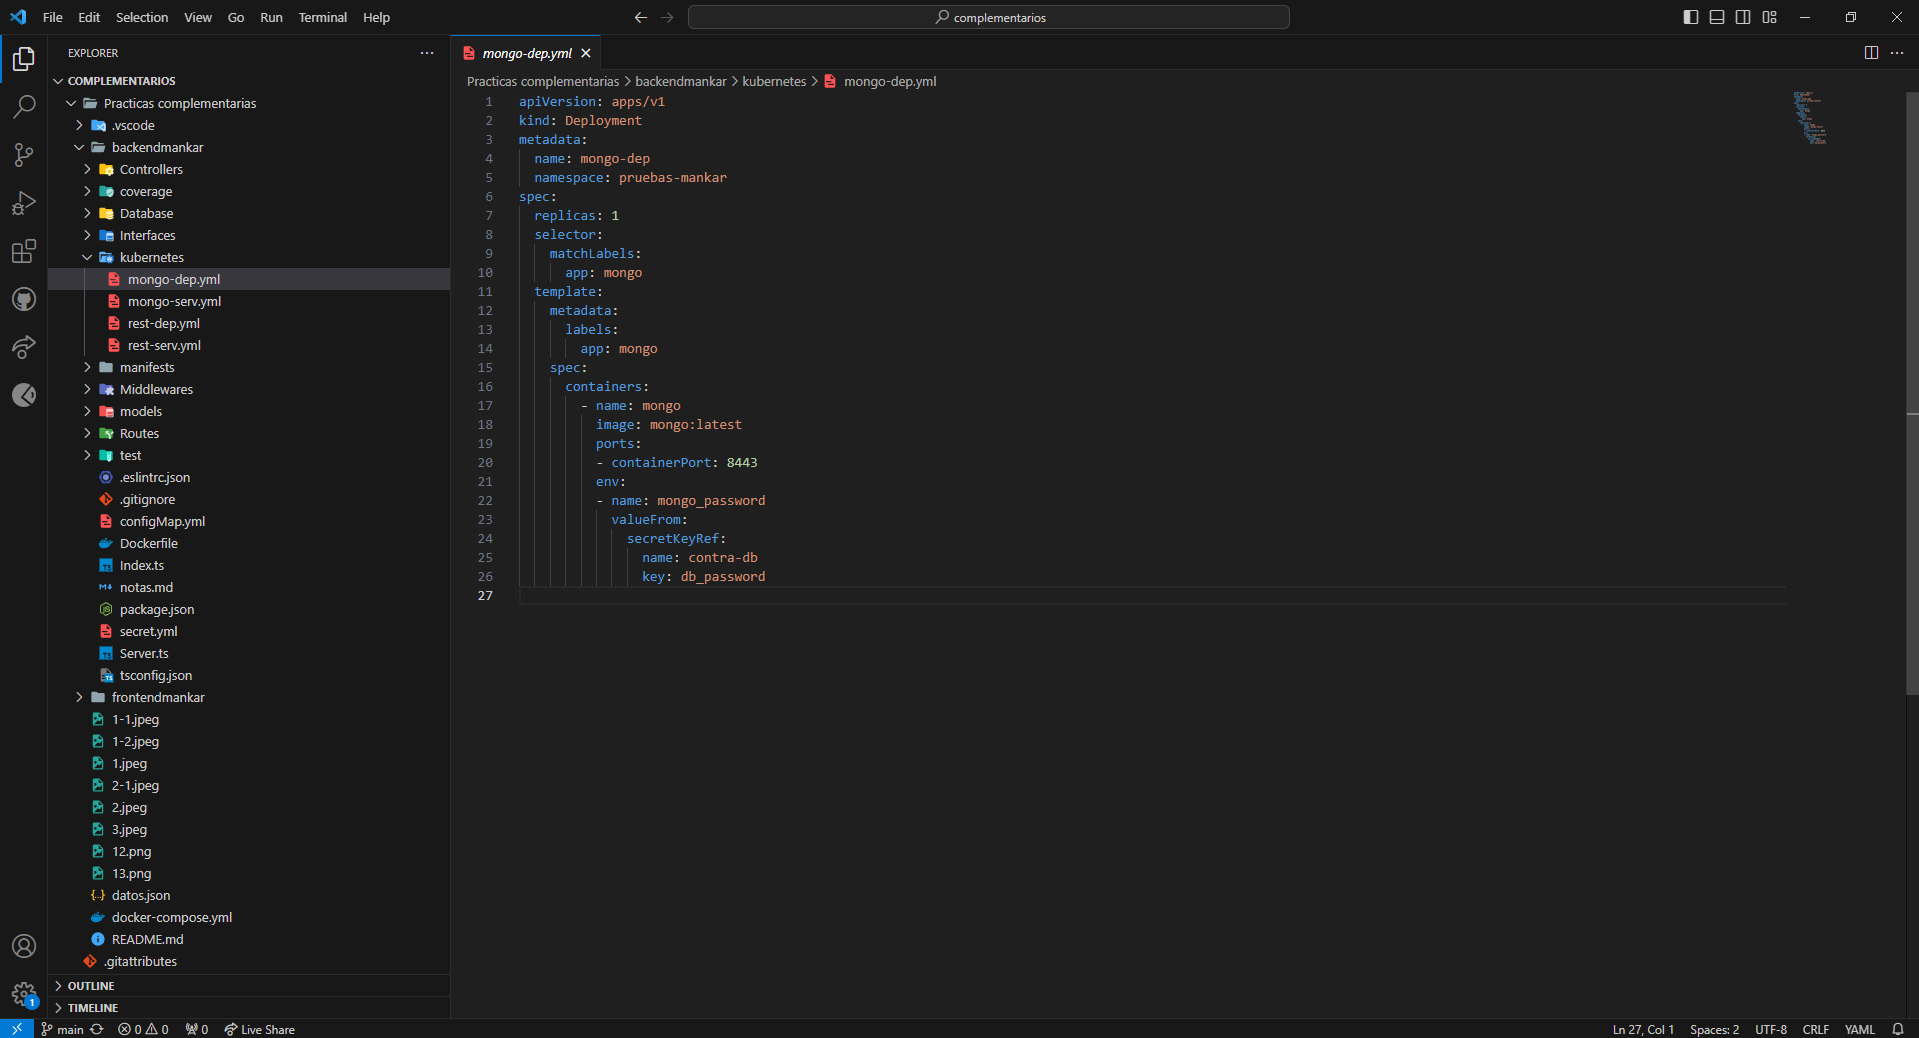 File Edit Selection View Go Run Terminal Help
complementarios
EXPLORER
COMPLEMENTARIOS
Practicas complementarias
.vscode
backendmankar
Controllers
coverage
Database
Interfaces
kubernetes
mongo-dep.yml
mongo-serv.yml
rest-dep.yml
rest-serv.yml
manifests
Middlewares
models
Routes
test
.eslintrc.json
.gitignore
configMap.yml
Dockerfile
Index.ts
notas.md
package.json
secret.yml
Server.ts
tsconfig.json
frontendmankar
1-1.jpeg
1-2.jpeg
1.jpeg
2-1.jpeg
2.jpeg
3.jpeg
12.png
13.png
datos.json
docker-compose.yml
README.md
.gitattributes
OUTLINE
TIMELINE
mongo-dep.yml
Practicas complementarias > backendmankar > kubernetes > mongo-dep.yml
1 apiVersion: apps/v1
2 kind: Deployment
3 metadata:
4   name: mongo-dep
5   namespace: pruebas-mankar
6 spec:
7   replicas: 1
8   selector:
9     matchLabels:
10       app: mongo
11   template:
12     metadata:
13       labels:
14         app: mongo
15     spec:
16       containers:
17         - name: mongo
18           image: mongo:latest
19           ports:
20           - containerPort: 8443
21           env:
22           - name: mongo_password
23             valueFrom:
24               secretKeyRef:
25                 name: contra-db
26                 key: db_password
27
1
main 0 0 0 Live Share
Ln 27, Col 1 Spaces: 2 UTF-8 CRLF YAML